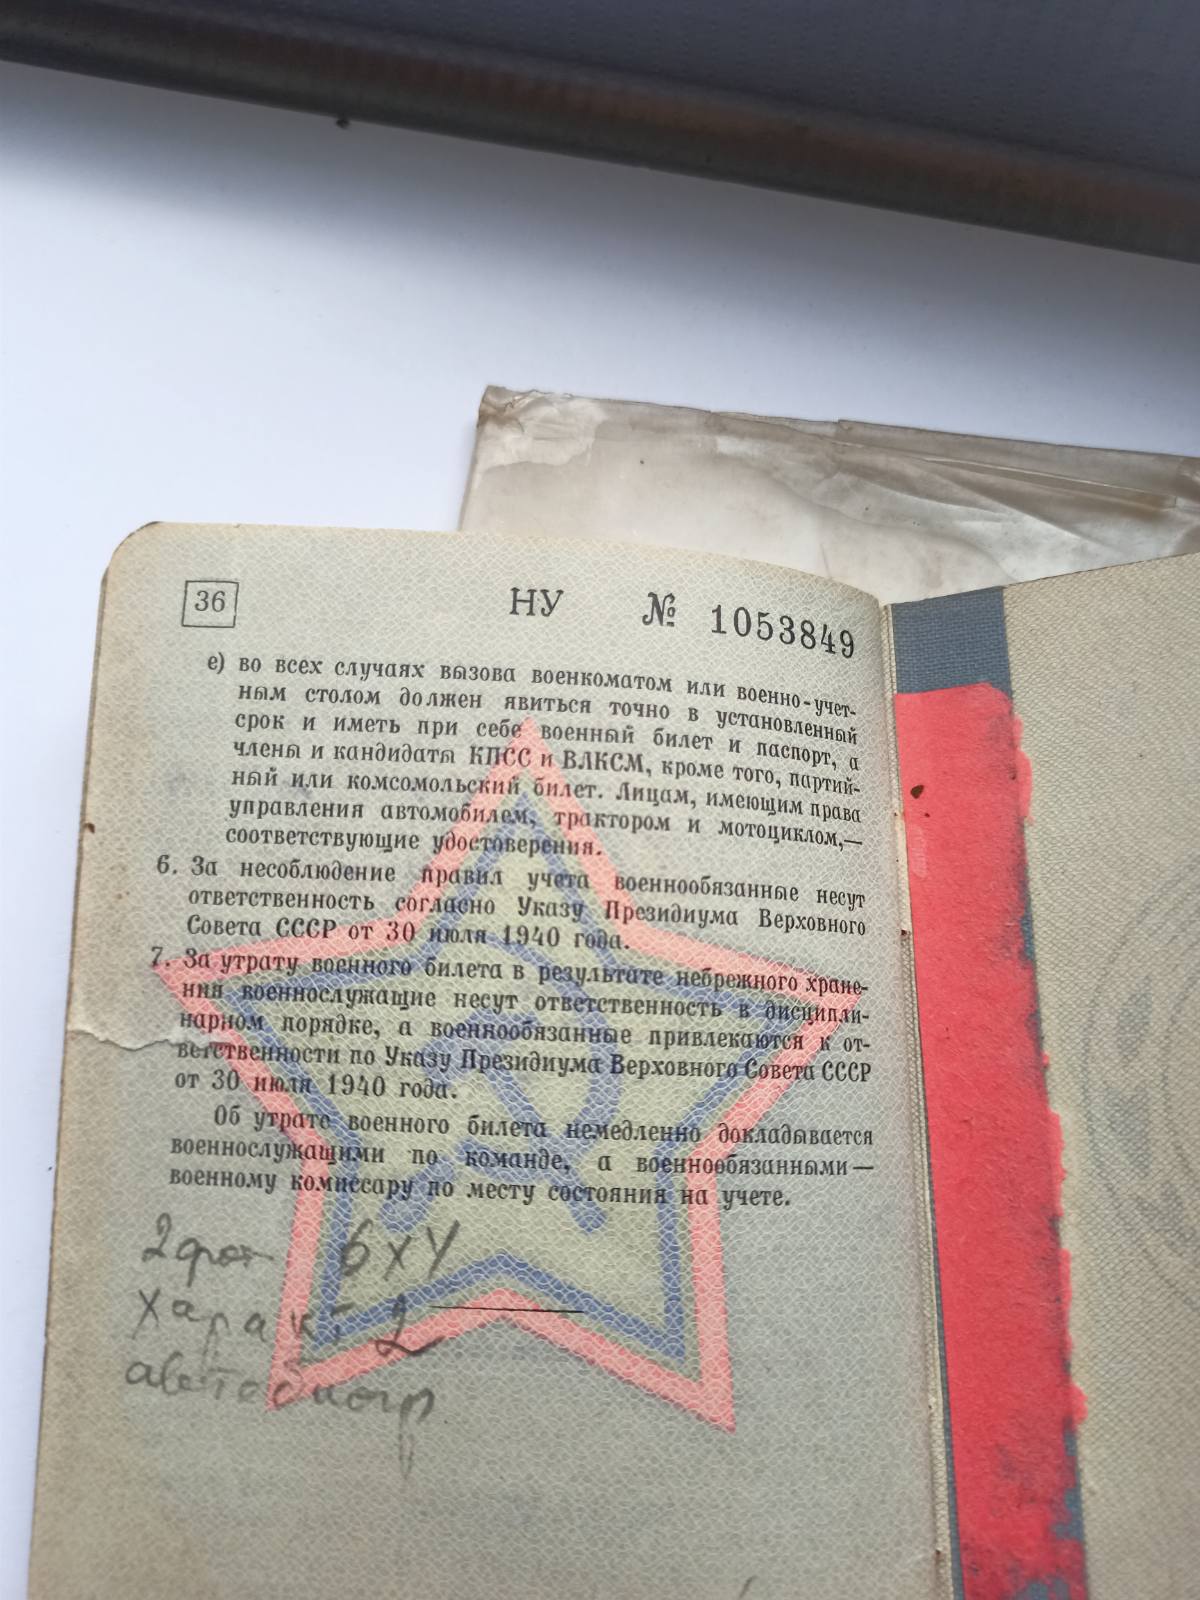 36
НУ № 1053849
е) во всех случаях вызова военкоматом или военно-учет-
ным столом должен явиться точно в установленный
срок и иметь при себе военный билет и паспорт, а
члены и кандидаты КПСС и ВЛКСМ, кроме того, партий-
ный или комсомольский билет. Лицам, имеющим права
управления автомобилем, трактором и мотоциклом,—
соответствующие удостоверения.
6. За несоблюдение правил учета военнообязанные несут
ответственность согласно Указу Президиума Верховного
Совета СССР от 30 июля 1940 года.
7. За утрату военного билета в результате небрежного хране-
ния военнослужащие несут ответственность в дисципли-
нарном порядке, а военнообязанные привлекаются к от-
ветственности по Указу Президиума Верховного Совета СССР
от 30 июля 1940 года.
Об утрате военного билета немедленно докладывается
военнослужащими по команде, а военнообязанными—
военному комиссару по месту состояния на учете.
2 фот 6х4
характ 2
автобиогр